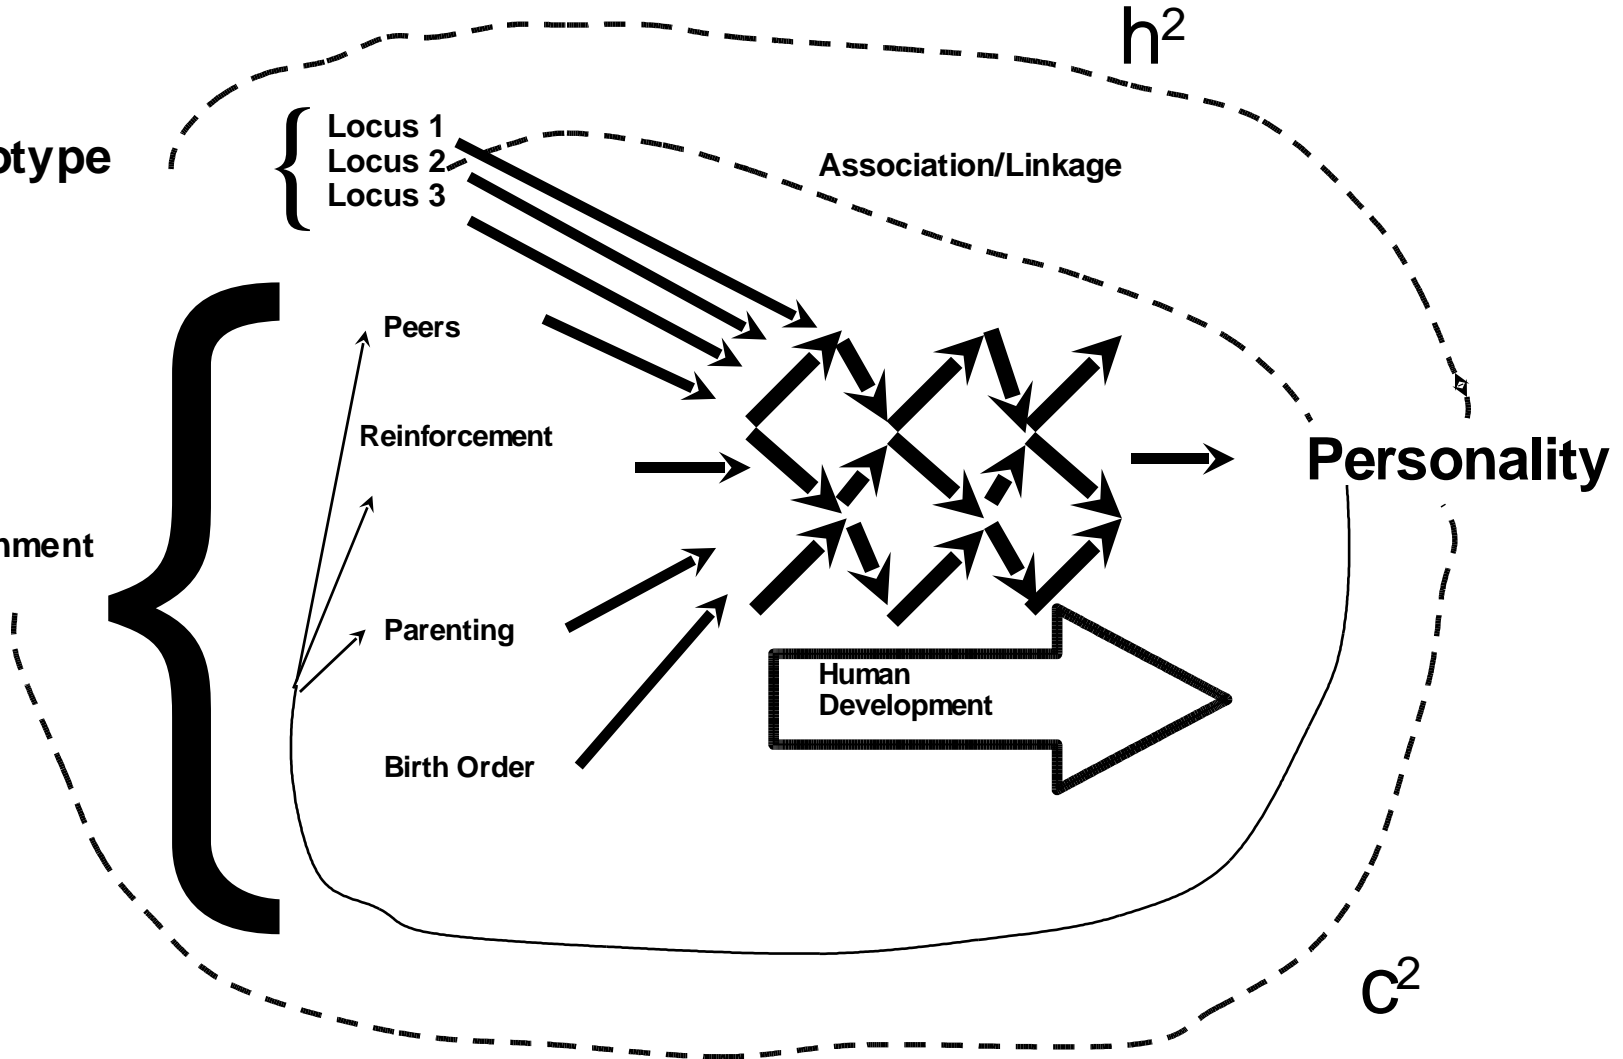 h²
Locus 1
otype
Locus 2
Association/Linkage
Locus 3
Peers
Reinforcement
Personality
nment
Parenting
Human
Development
Birth Order
c²